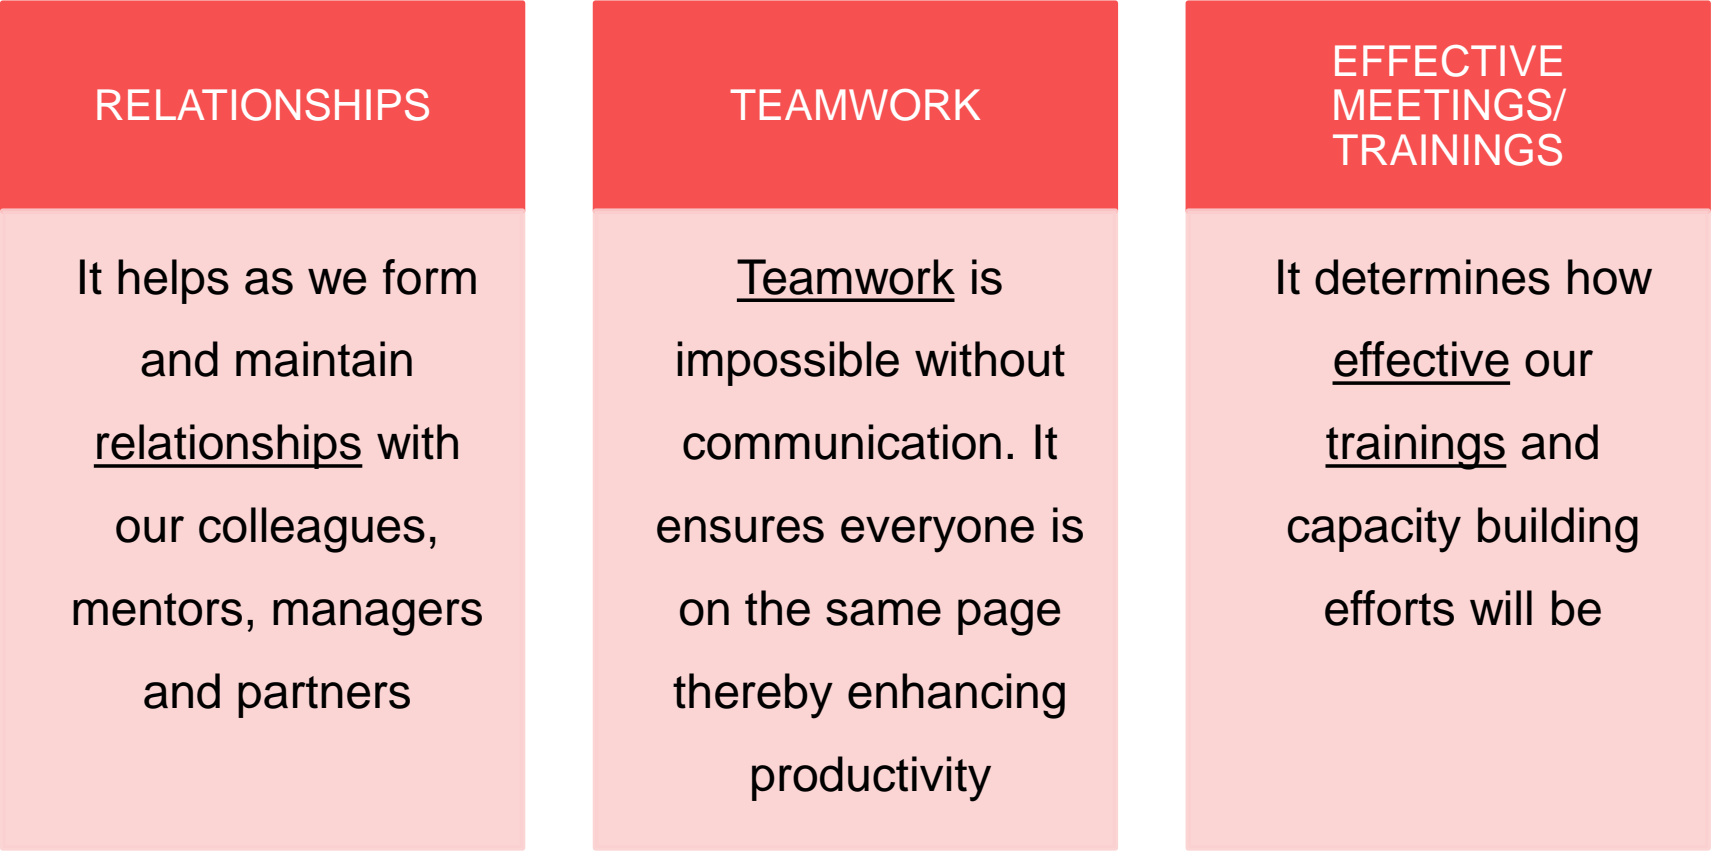 RELATIONSHIPS
It helps as we form
and maintain
relationships with
our colleagues,
mentors, managers
and partners
TEAMWORK
Teamwork is
impossible without
communication. It
ensures everyone is
on the same page
thereby enhancing
productivity
EFFECTIVE
MEETINGS/
TRAININGS
It determines how
effective our
trainings and
capacity building
efforts will be